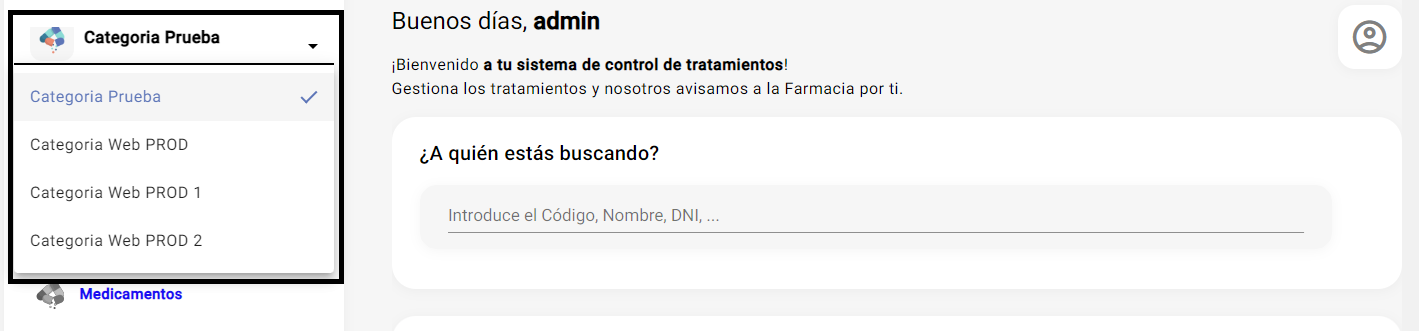 Categoria Prueba
Categoria Prueba
Categoria Web PROD
Categoria Web PROD 1
Categoria Web PROD 2
Medicamentos
Buenos días, admin
¡Bienvenido a tu sistema de control de tratamientos!
Gestiona los tratamientos y nosotros avisamos a la Farmacia por ti.
¿A quién estás buscando?
Introduce el Código, Nombre, DNI, ...